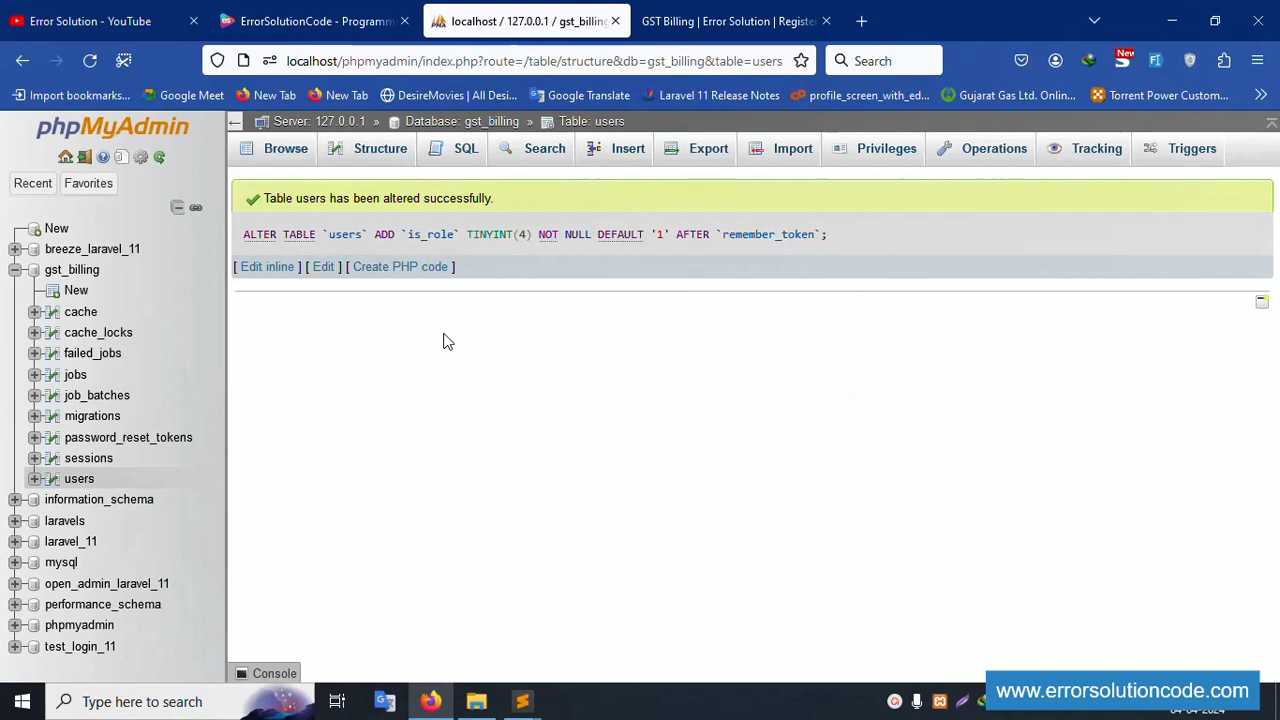 Error Solution - YouTube
ErrorSolutionCode - Programm
localhost / 127.0.0.1 / gst_billing
GST Billing | Error Solution | Registe
localhost/phpmyadmin/index.php?route=/table/structure&db=gst_billing&table=users
Search
New
Import bookmarks...
Google Meet
New Tab
New Tab
DesireMovies | All Desi...
Google Translate
Laravel 11 Release Notes
profile_screen_with_ed...
Gujarat Gas Ltd. Onlin...
Torrent Power Custom...
phpMyAdmin
Recent
Favorites
New
breeze_laravel_11
gst_billing
New
cache
cache_locks
failed_jobs
jobs
job_batches
migrations
password_reset_tokens
sessions
users
information_schema
laravels
laravel_11
mysql
open_admin_laravel_11
performance_schema
phpmyadmin
test_login_11
Server: 127.0.0.1 » Database: gst_billing » Table: users
Browse Structure SQL Search Insert Export Import Privileges Operations Tracking Triggers
Table users has been altered successfully.
ALTER TABLE `users` ADD `is_role` TINYINT(4) NOT NULL DEFAULT '1' AFTER `remember_token`;
[ Edit inline ] [ Edit ] [ Create PHP code ]
Console
Type here to search
www.errorsolutioncode.com